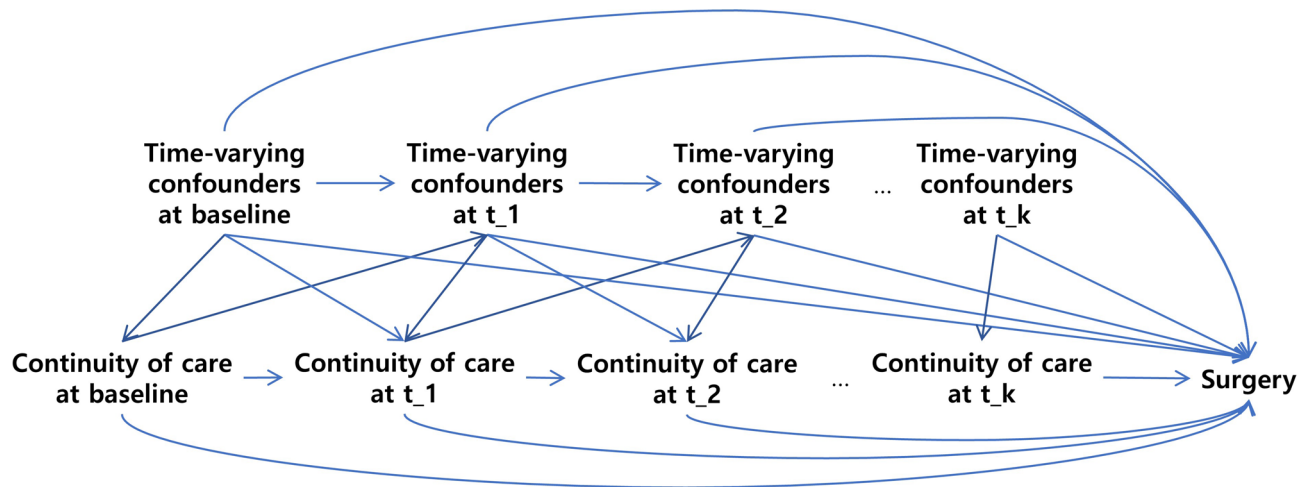 Time-varying
confounders
at baseline
Time-varying
confounders
at t_1
Time-varying
confounders
at t_2
...
Time-varying
confounders
at t_k
Continuity of care
at baseline
Continuity of care
at t_1
Continuity of care
at t_2
...
Continuity of care
at t_k
Surgery